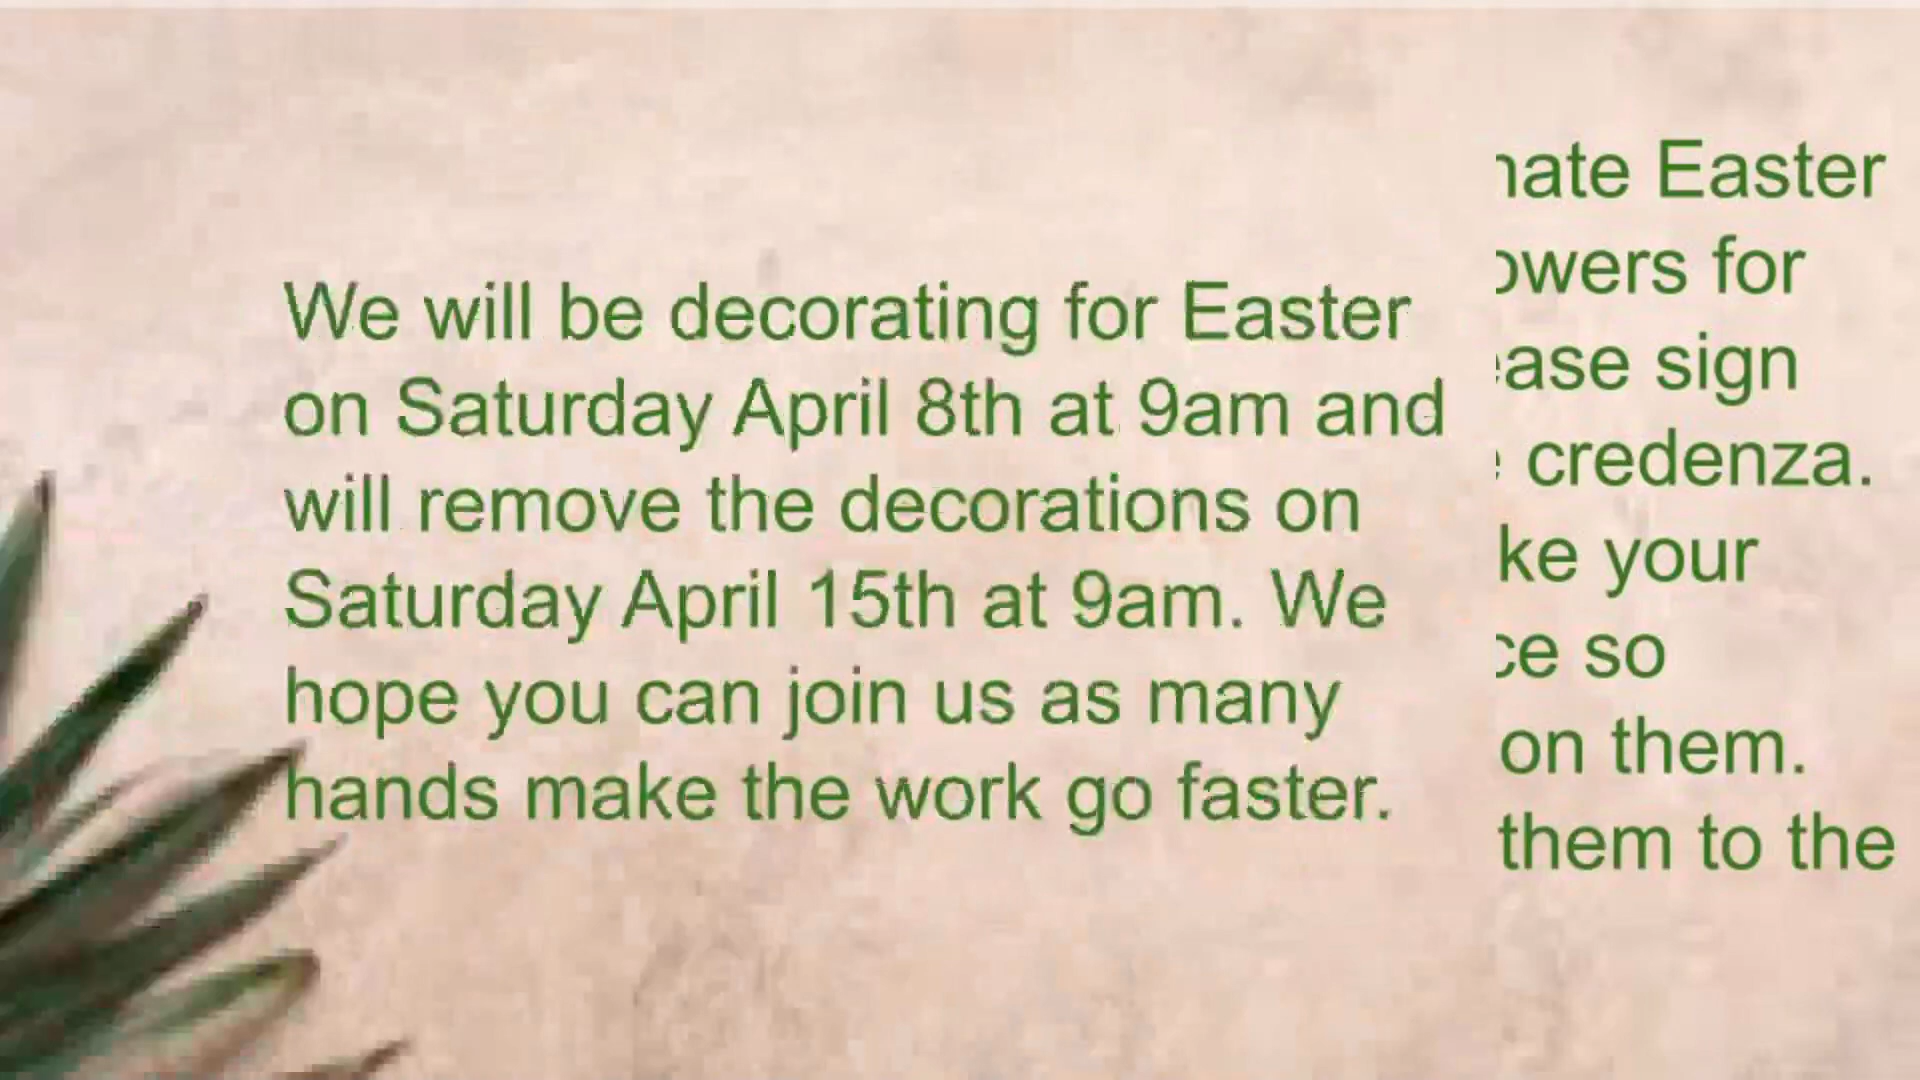 We will be decorating for Easter
on Saturday April 8th at 9am and
will remove the decorations on
Saturday April 15th at 9am. We
hope you can join us as many
hands make the work go faster.
Easter
for
sign
credenza.
your
so
on them.
them to the